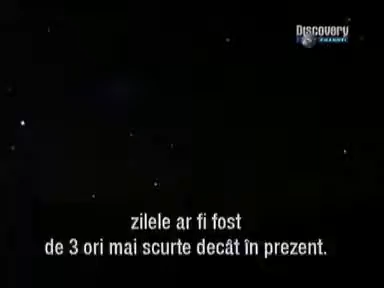 Discovery
CHANNEL
zilele ar fi fost
de 3 ori mai scurte decât în prezent.